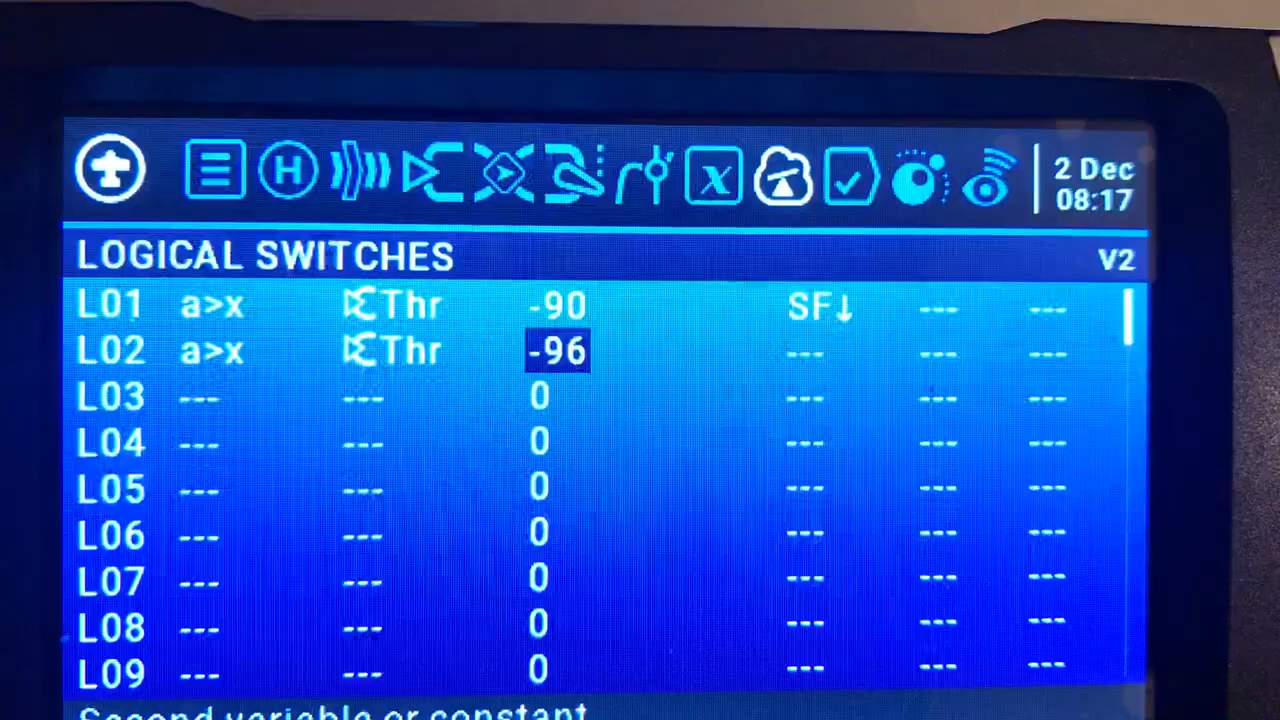 2 Dec
08:17
LOGICAL SWITCHES V2
L01 a>x Thr -90 SF↓ --- ---
L02 a>x Thr -96 --- --- ---
L03 --- --- 0 --- --- ---
L04 --- --- 0 --- --- ---
L05 --- --- 0 --- --- ---
L06 --- --- 0 --- --- ---
L07 --- --- 0 --- --- ---
L08 --- --- 0 --- --- ---
L09 --- --- 0 --- --- ---
Second variable or constant